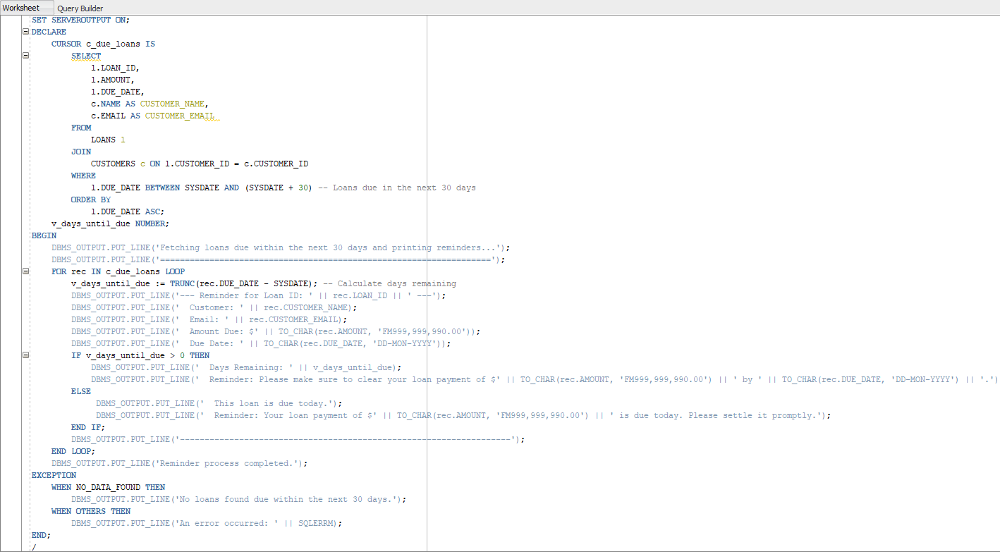 Worksheet Query Builder
SET SERVEROUTPUT ON;
DECLARE
    CURSOR c_due_loans IS
        SELECT
            l.LOAN_ID,
            l.AMOUNT,
            l.DUE_DATE,
            c.NAME AS CUSTOMER_NAME,
            c.EMAIL AS CUSTOMER_EMAIL
        FROM
            LOANS l
        JOIN
            CUSTOMERS c ON l.CUSTOMER_ID = c.CUSTOMER_ID
        WHERE
            l.DUE_DATE BETWEEN SYSDATE AND (SYSDATE + 30) -- Loans due in the next 30 days
        ORDER BY
            l.DUE_DATE ASC;
    v_days_until_due NUMBER;
BEGIN
    DBMS_OUTPUT.PUT_LINE('Fetching loans due within the next 30 days and printing reminders...');
    DBMS_OUTPUT.PUT_LINE('===================================================================');
    FOR rec IN c_due_loans LOOP
        v_days_until_due := TRUNC(rec.DUE_DATE - SYSDATE); -- Calculate days remaining
        DBMS_OUTPUT.PUT_LINE('--- Reminder for Loan ID: ' || rec.LOAN_ID || ' ---');
        DBMS_OUTPUT.PUT_LINE('  Customer: ' || rec.CUSTOMER_NAME);
        DBMS_OUTPUT.PUT_LINE('  Email: ' || rec.CUSTOMER_EMAIL);
        DBMS_OUTPUT.PUT_LINE('  Amount Due: $' || TO_CHAR(rec.AMOUNT, 'FM999,999,990.00'));
        DBMS_OUTPUT.PUT_LINE('  Due Date: ' || TO_CHAR(rec.DUE_DATE, 'DD-MON-YYYY'));
        IF v_days_until_due > 0 THEN
            DBMS_OUTPUT.PUT_LINE('  Days Remaining: ' || v_days_until_due);
            DBMS_OUTPUT.PUT_LINE('  Reminder: Please make sure to clear your loan payment of $' || TO_CHAR(rec.AMOUNT, 'FM999,999,990.00') || ' by ' || TO_CHAR(rec.DUE_DATE, 'DD-MON-YYYY') || '.')
        ELSE
             DBMS_OUTPUT.PUT_LINE('  This loan is due today.');
             DBMS_OUTPUT.PUT_LINE('  Reminder: Your loan payment of $' || TO_CHAR(rec.AMOUNT, 'FM999,999,990.00') || ' is due today. Please settle it promptly.');
        END IF;
        DBMS_OUTPUT.PUT_LINE('-------------------------------------------------------------------');
    END LOOP;
    DBMS_OUTPUT.PUT_LINE('Reminder process completed.');
EXCEPTION
    WHEN NO_DATA_FOUND THEN
        DBMS_OUTPUT.PUT_LINE('No loans found due within the next 30 days.');
    WHEN OTHERS THEN
        DBMS_OUTPUT.PUT_LINE('An error occurred: ' || SQLERRM);
END;
/